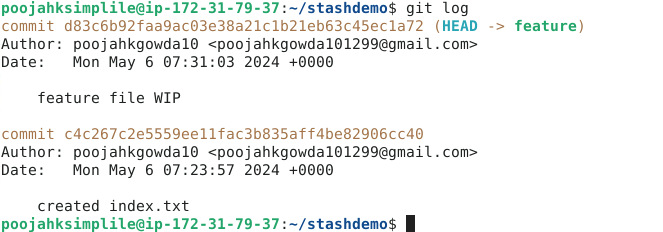 poojahksimplile@ip-172-31-79-37:~/stashdemo$ git log
commit d83c6b92faa9ac03e38a21c1b21eb63c45ec1a72 (HEAD -> feature)
Author: poojahkgowda10 <poojahkgowda101299@gmail.com>
Date:   Mon May 6 07:31:03 2024 +0000
    feature file WIP
commit c4c267c2e5559ee11fac3b835aff4be82906cc40
Author: poojahkgowda10 <poojahkgowda101299@gmail.com>
Date:   Mon May 6 07:23:57 2024 +0000
    created index.txt
poojahksimplile@ip-172-31-79-37:~/stashdemo$